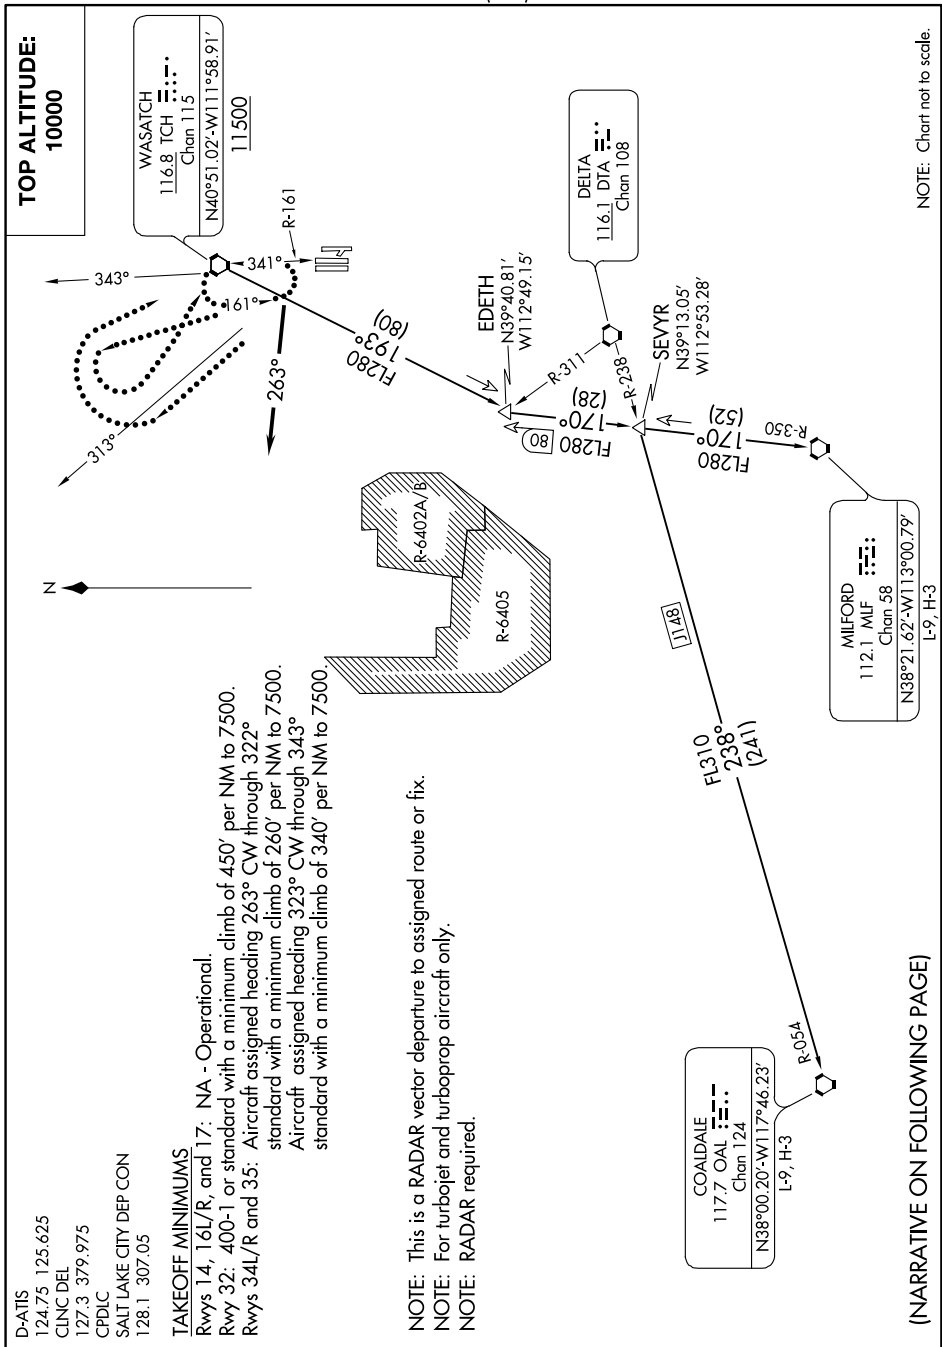 TOP ALTITUDE:
10000
D-ATIS
124.75 125.625
CLNC DEL
127.3 379.975
CPDLC
SALT LAKE CITY DEP CON
128.1 307.05
TAKEOFF MINIMUMS
Rwys 14, 16L/R, and 17: NA - Operational.
Rwy 32: 400-1 or standard with a minimum climb of 450' per NM to 7500.
Rwys 34L/R and 35: Aircraft assigned heading 263° CW through 322°
standard with a minimum climb of 260' per NM to 7500.
Aircraft assigned heading 323° CW through 343°
standard with a minimum climb of 340' per NM to 7500.
NOTE: This is a RADAR vector departure to assigned route or fix.
NOTE: For turbojet and turboprop aircraft only.
NOTE: RADAR required.
N
343°
313°
341°
161°
R-161
263°
WASATCH
116.8 TCH
Chan 115
N40°51.02'-W111°58.91'
11500
FL280
193°
(80)
EDETH
N39°40.81'
W112°49.15'
DELTA
116.1 DTA
Chan 108
R-311
R-238
80
FL280
170°
(28)
SEVYR
N39°13.05'
W112°53.28'
FL280
170°
(52)
R-350
R-6402A/B
R-6405
J148
FL310
238°
(241)
R-054
MILFORD
112.1 MLF
Chan 58
N38°21.62'-W113°00.79'
L-9, H-3
COALDALE
117.7 OAL
Chan 124
N38°00.20'-W117°46.23'
L-9, H-3
NOTE: Chart not to scale.
(NARRATIVE ON FOLLOWING PAGE)